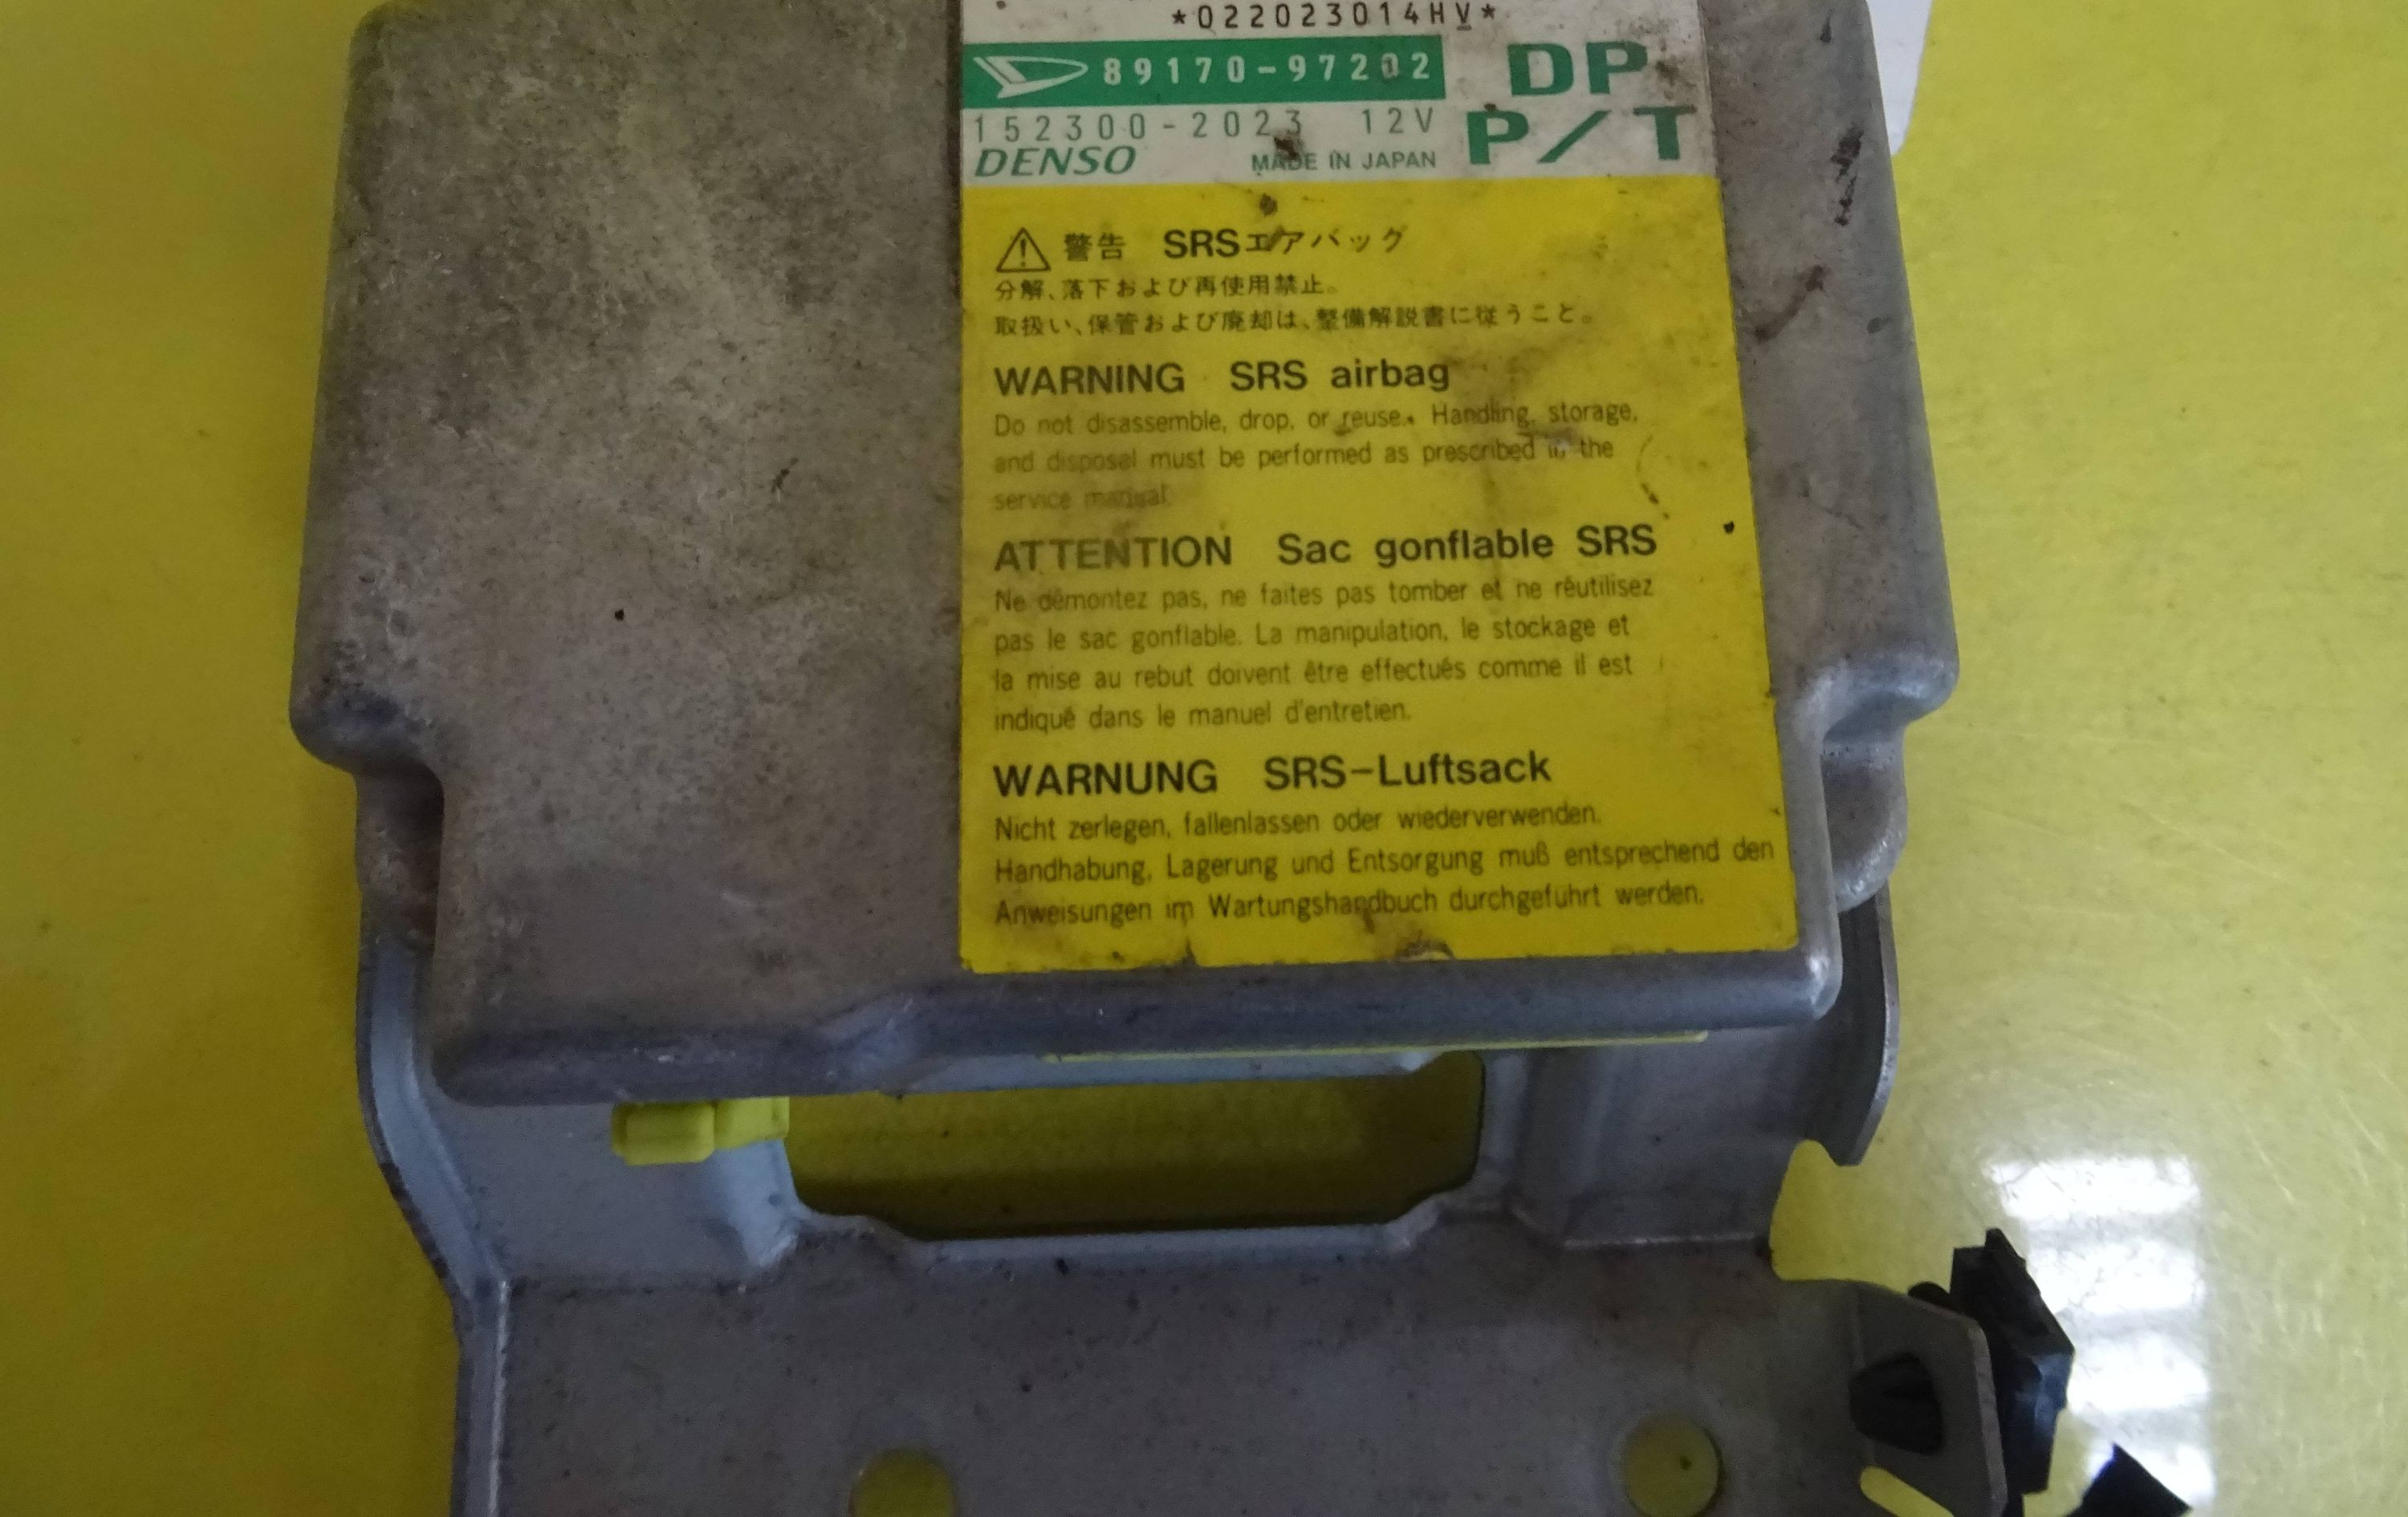 *022023014HV*
89170-97202
DP
152300-2023 12V
P/T
DENSO MADE IN JAPAN
警告 SRSエアバッグ
分解、落下および再使用禁止。
取扱い、保管および廃却は、整備解説書に従うこと。
WARNING SRS airbag
Do not disassemble, drop, or reuse. Handling, storage,
and disposal must be performed as prescribed in the
service manual.
ATTENTION Sac gonflable SRS
Ne démontez pas, ne faites pas tomber et ne réutilisez
pas le sac gonflable. La manipulation, le stockage et
la mise au rebut doivent être effectués comme il est
indiqué dans le manuel d'entretien.
WARNUNG SRS-Luftsack
Nicht zerlegen, fallenlassen oder wiederverwenden.
Handhabung, Lagerung und Entsorgung muß entsprechend den
Anweisungen im Wartungshandbuch durchgeführt werden.